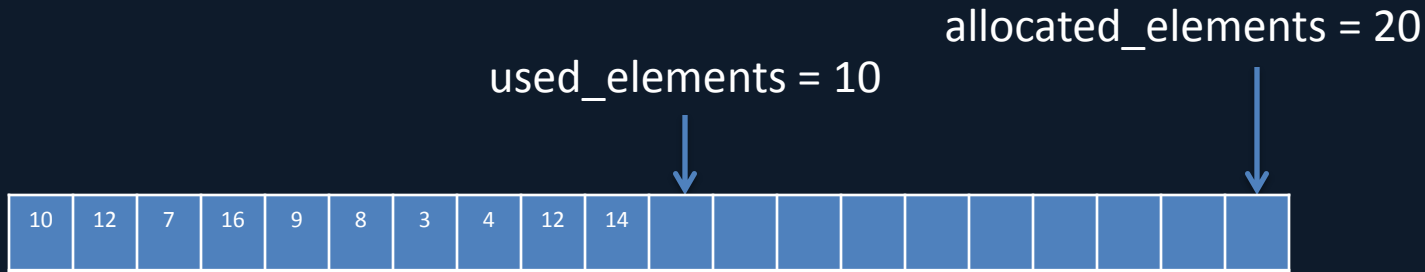 allocated_elements = 20
used_elements = 10
10 12 7 16 9 8 3 4 12 14